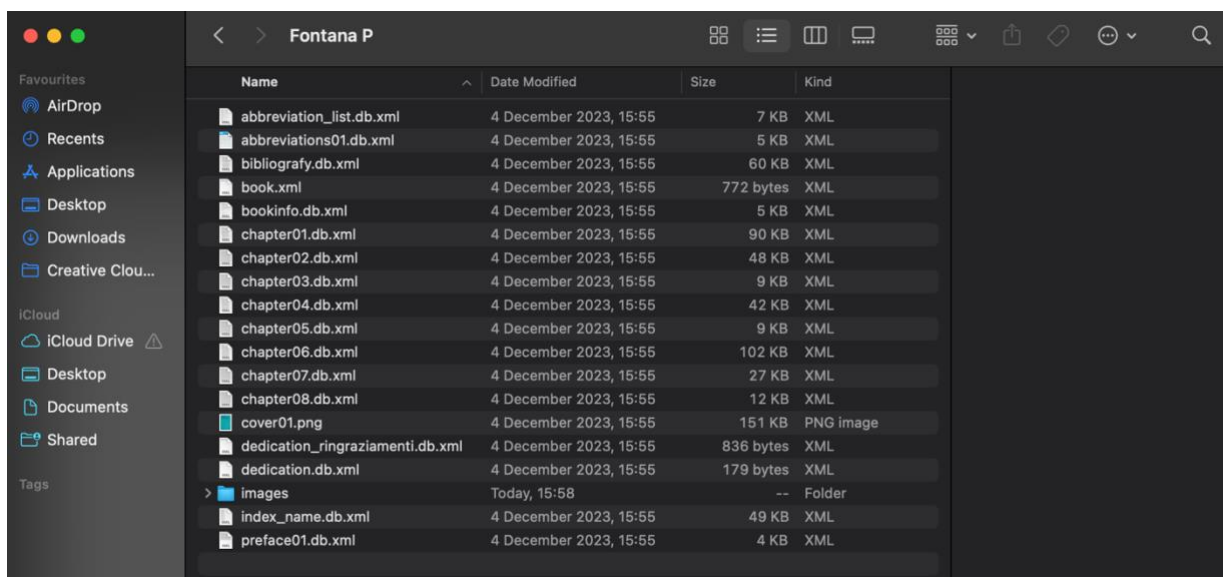 Fontana P
Favourites
AirDrop
Recents
Applications
Desktop
Downloads
Creative Clou...
iCloud
iCloud Drive
Desktop
Documents
Shared
Tags
Name Date Modified Size Kind
abbreviation_list.db.xml 4 December 2023, 15:55 7 KB XML
abbreviations01.db.xml 4 December 2023, 15:55 5 KB XML
bibliografy.db.xml 4 December 2023, 15:55 60 KB XML
book.xml 4 December 2023, 15:55 772 bytes XML
bookinfo.db.xml 4 December 2023, 15:55 5 KB XML
chapter01.db.xml 4 December 2023, 15:55 90 KB XML
chapter02.db.xml 4 December 2023, 15:55 48 KB XML
chapter03.db.xml 4 December 2023, 15:55 9 KB XML
chapter04.db.xml 4 December 2023, 15:55 42 KB XML
chapter05.db.xml 4 December 2023, 15:55 9 KB XML
chapter06.db.xml 4 December 2023, 15:55 102 KB XML
chapter07.db.xml 4 December 2023, 15:55 27 KB XML
chapter08.db.xml 4 December 2023, 15:55 12 KB XML
cover01.png 4 December 2023, 15:55 151 KB PNG image
dedication_ringraziamenti.db.xml 4 December 2023, 15:55 836 bytes XML
dedication.db.xml 4 December 2023, 15:55 179 bytes XML
images Today, 15:58 -- Folder
index_name.db.xml 4 December 2023, 15:55 49 KB XML
preface01.db.xml 4 December 2023, 15:55 4 KB XML